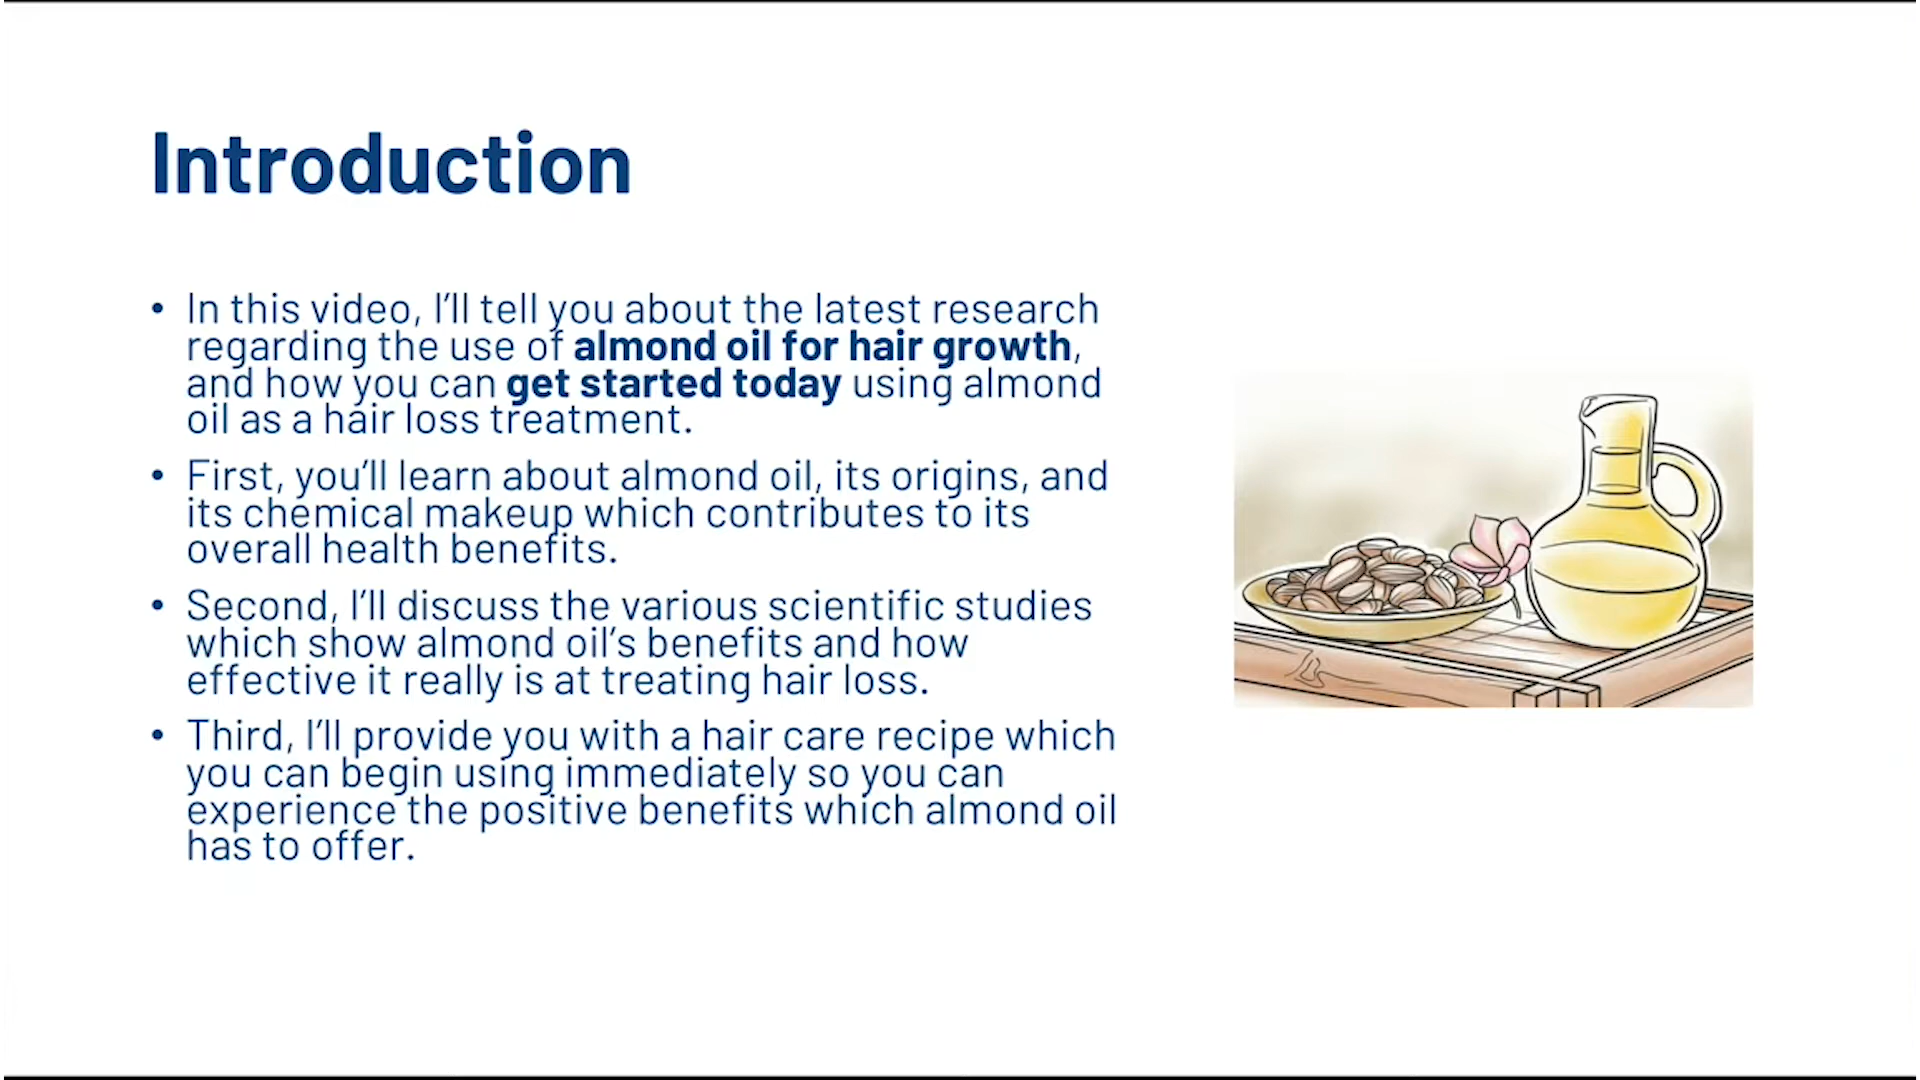 Introduction
• In this video, I’ll tell you about the latest research
regarding the use of almond oil for hair growth,
and how you can get started today using almond
oil as a hair loss treatment.
• First, you’ll learn about almond oil, its origins, and
its chemical makeup which contributes to its
overall health benefits.
• Second, I’ll discuss the various scientific studies
which show almond oil’s benefits and how
effective it really is at treating hair loss.
• Third, I’ll provide you with a hair care recipe which
you can begin using immediately so you can
experience the positive benefits which almond oil
has to offer.